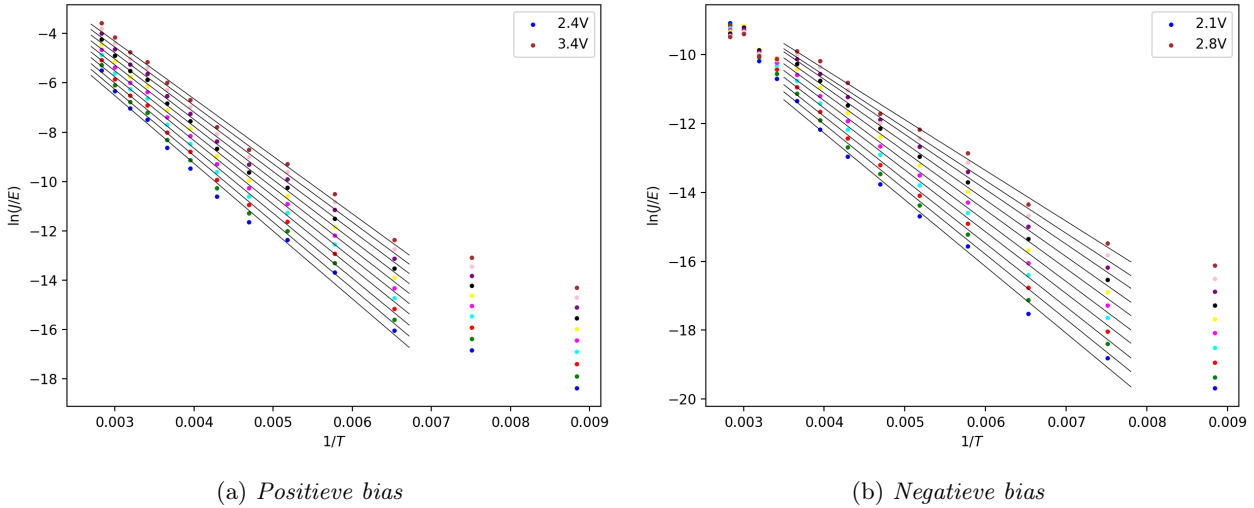 2.4V
3.4V
−4
−6
−8
−10
−12
−14
−16
−18
ln(J/E)
0.003 0.004 0.005 0.006 0.007 0.008 0.009
1/T
(a) Positieve bias
2.1V
2.8V
−10
−12
−14
−16
−18
−20
ln(J/E)
0.003 0.004 0.005 0.006 0.007 0.008 0.009
1/T
(b) Negatieve bias